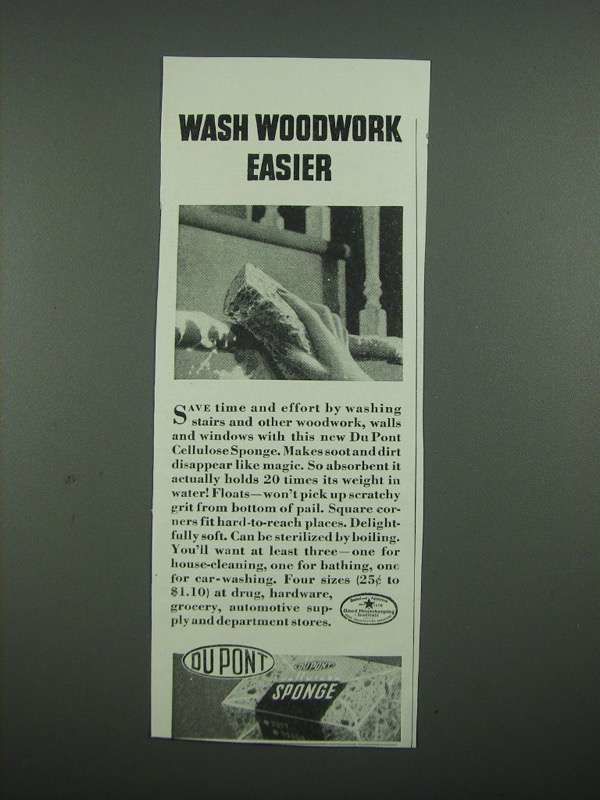 WASH WOODWORK
EASIER
SAVE time and effort by washing
stairs and other woodwork, walls
and windows with this new Du Pont
Cellulose Sponge. Makes soot and dirt
disappear like magic. So absorbent it
actually holds 20 times its weight in
water! Floats—won't pick up scratchy
grit from bottom of pail. Square cor-
ners fit hard-to-reach places. Delight-
fully soft. Can be sterilized by boiling.
You'll want at least three—one for
house-cleaning, one for bathing, one
for car-washing. Four sizes (25¢ to
$1.10) at drug, hardware,
grocery, automotive sup-
ply and department stores.
Good Housekeeping
Institute
DU PONT
DU PONT
SPONGE